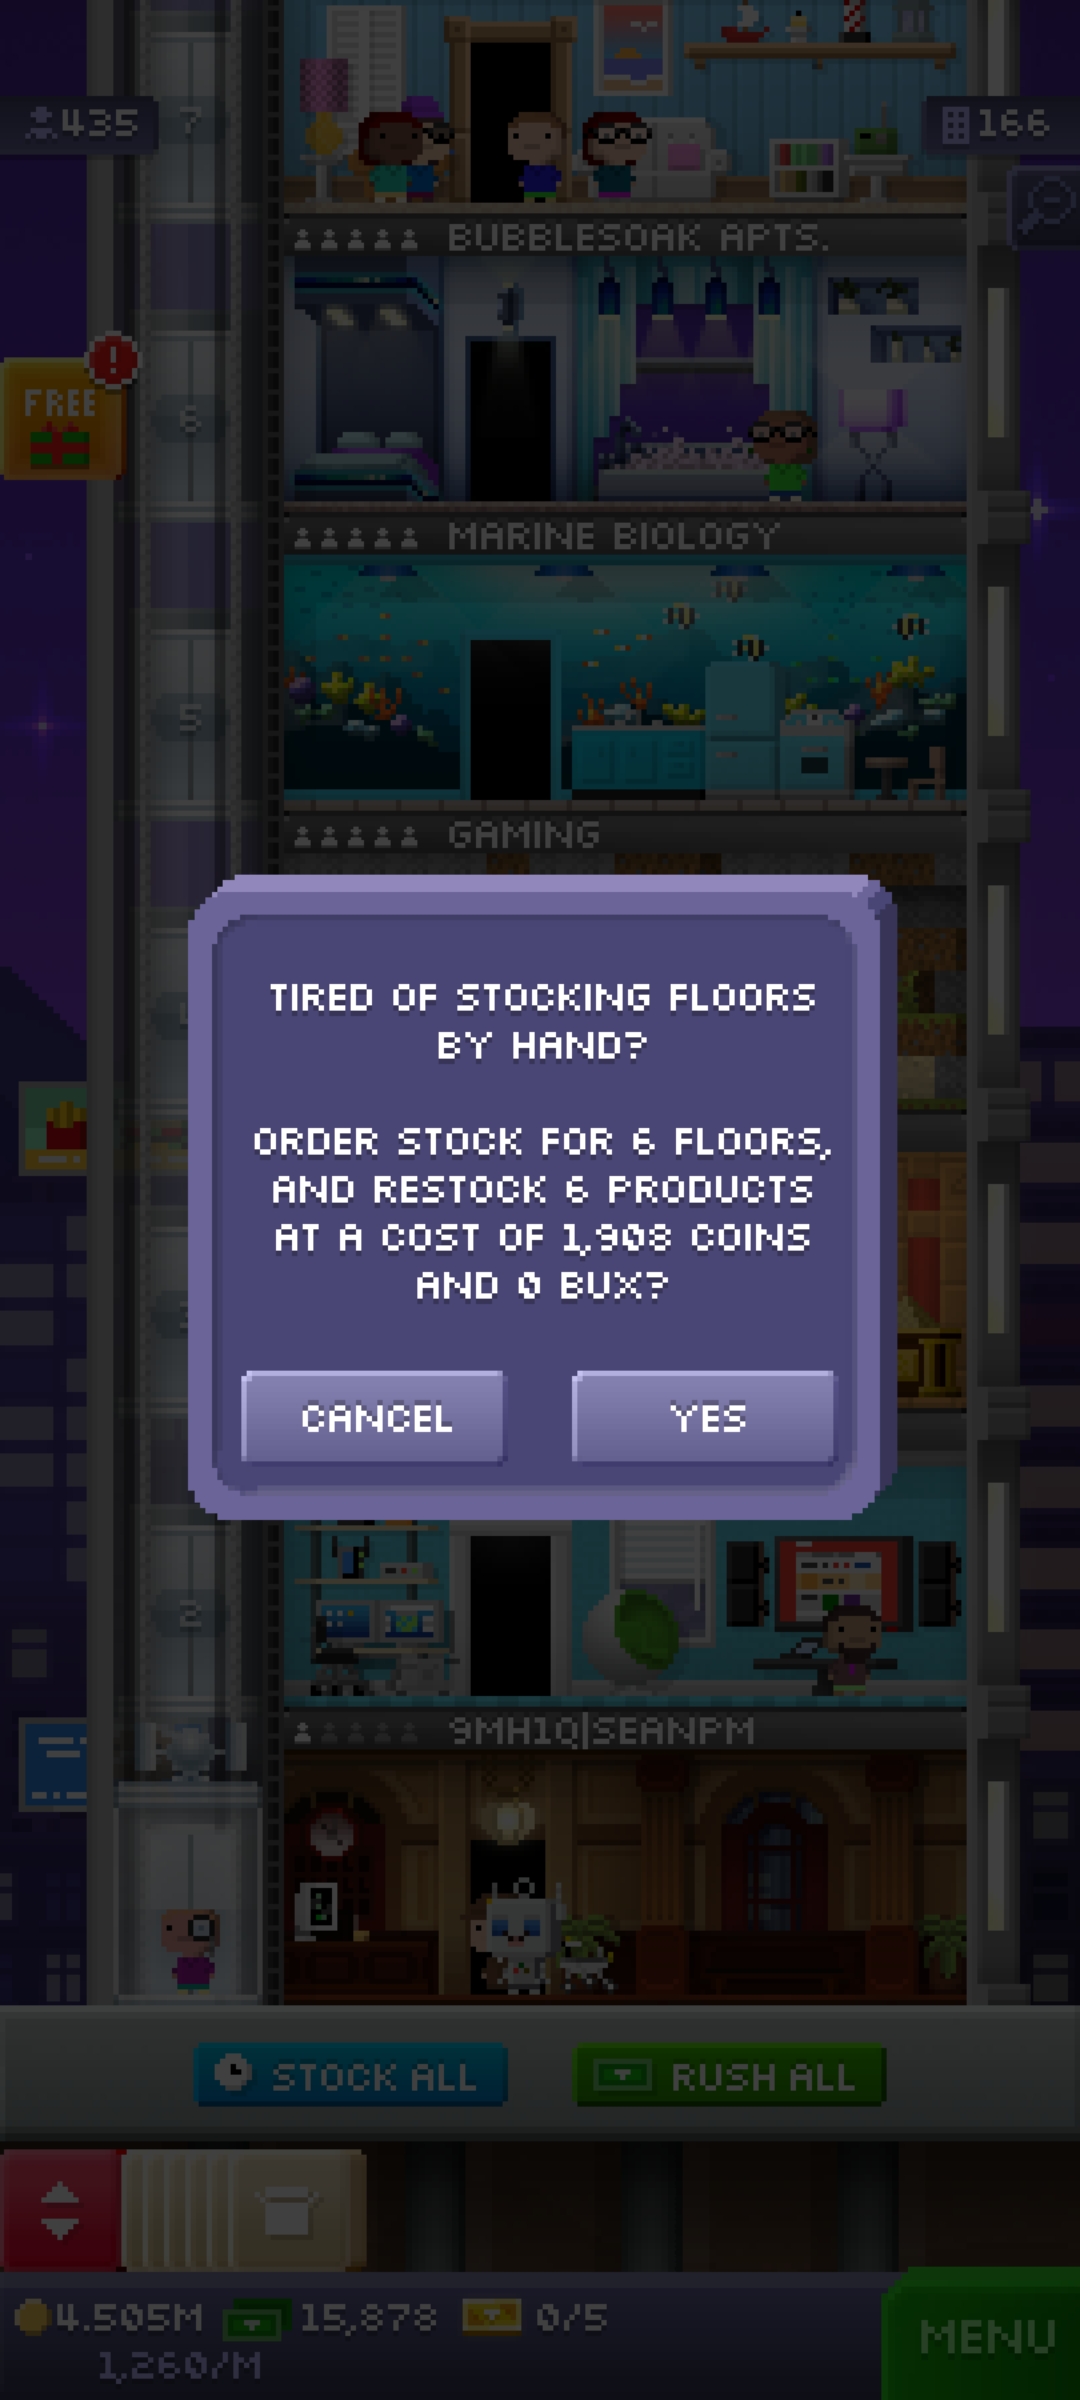 435
7
166
BUBBLESOAK APTS.
FREE
!
6
MARINE BIOLOGY
5
GAMING
TIRED OF STOCKING FLOORS
BY HAND?
ORDER STOCK FOR 6 FLOORS,
AND RESTOCK 6 PRODUCTS
AT A COST OF 1,908 COINS
AND 0 BUX?
CANCEL
YES
2
9MH1Q|SEANPM
STOCK ALL
RUSH ALL
4.505M
15,878
0/5
1,260/M
MENU